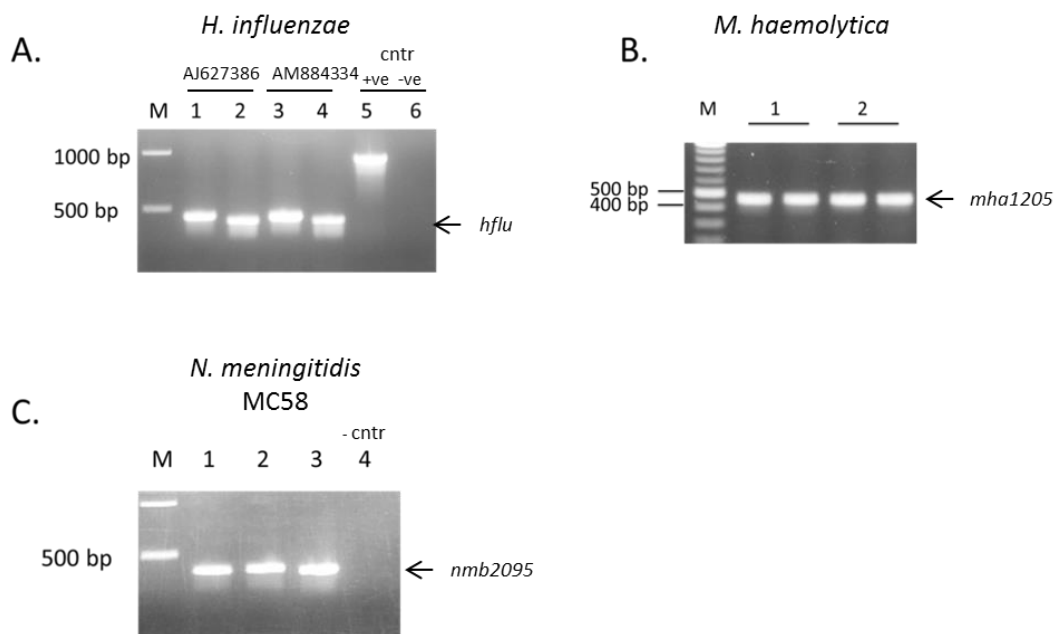 A.
H. influenzae
AJ627386 AM884334 cntr
+ve -ve
M 1 2 3 4 5 6
1000 bp
500 bp
hflu
B.
M. haemolytica
M 1 2
500 bp
400 bp
mha1205
C.
N. meningitidis
MC58
- cntr
M 1 2 3 4
500 bp
nmb2095